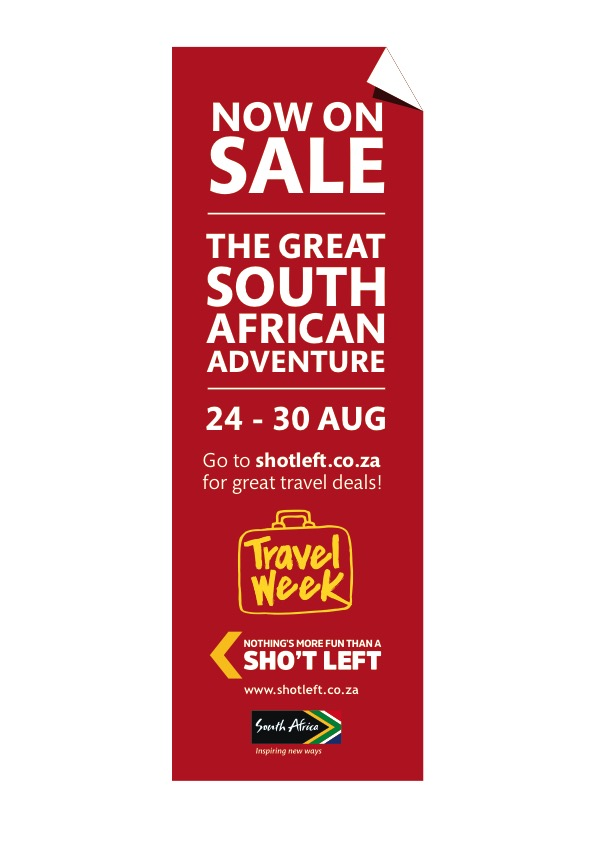 NOW ON
SALE
THE GREAT
SOUTH
AFRICAN
ADVENTURE
24 - 30 AUG
Go to shotleft.co.za
for great travel deals!
Travel
Week
NOTHING'S MORE FUN THAN A
SHO'T LEFT
www.shotleft.co.za
South Africa
Inspiring new ways